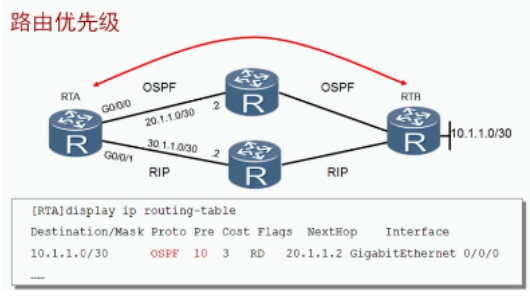 路由优先级
OSPF
OSPF
RTA
RTB
G0/0/0
20.1.1.0/30
.2
R
R
R
10.1.1.0/30
G0/0/1
30.1.1.0/30
.2
R
RIP
RIP
[RTA]display ip routing-table
Destination/Mask Proto Pre Cost Flags NextHop Interface
10.1.1.0/30 OSPF 10 3 RD 20.1.1.2 GigabitEthernet 0/0/0
……